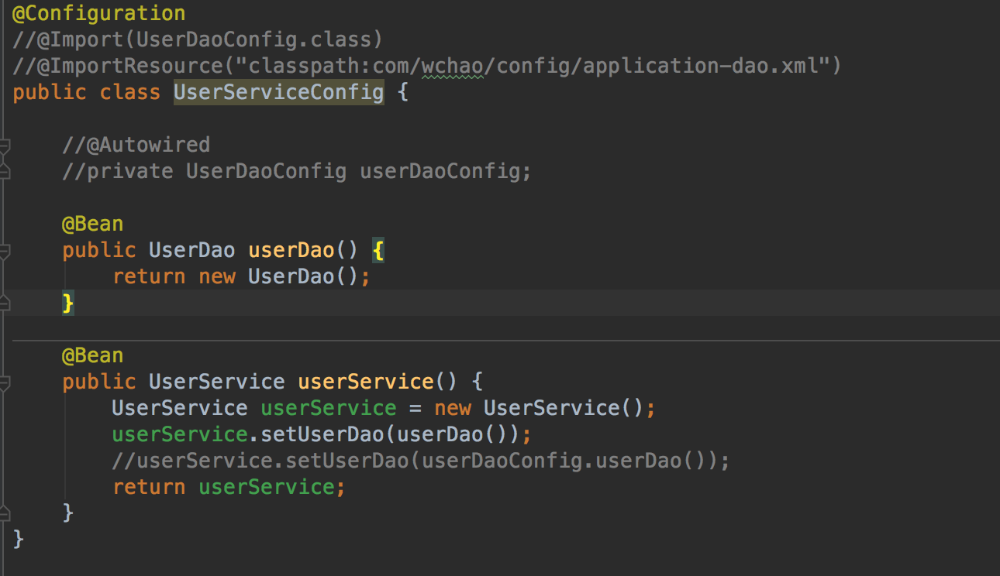 @Configuration
//@Import(UserDaoConfig.class)
//@ImportResource("classpath:com/wchao/config/application-dao.xml")
public class UserServiceConfig {
//@Autowired
//private UserDaoConfig userDaoConfig;
@Bean
public UserDao userDao() {
return new UserDao();
}
@Bean
public UserService userService() {
UserService userService = new UserService();
userService.setUserDao(userDao());
//userService.setUserDao(userDaoConfig.userDao());
return userService;
}
}